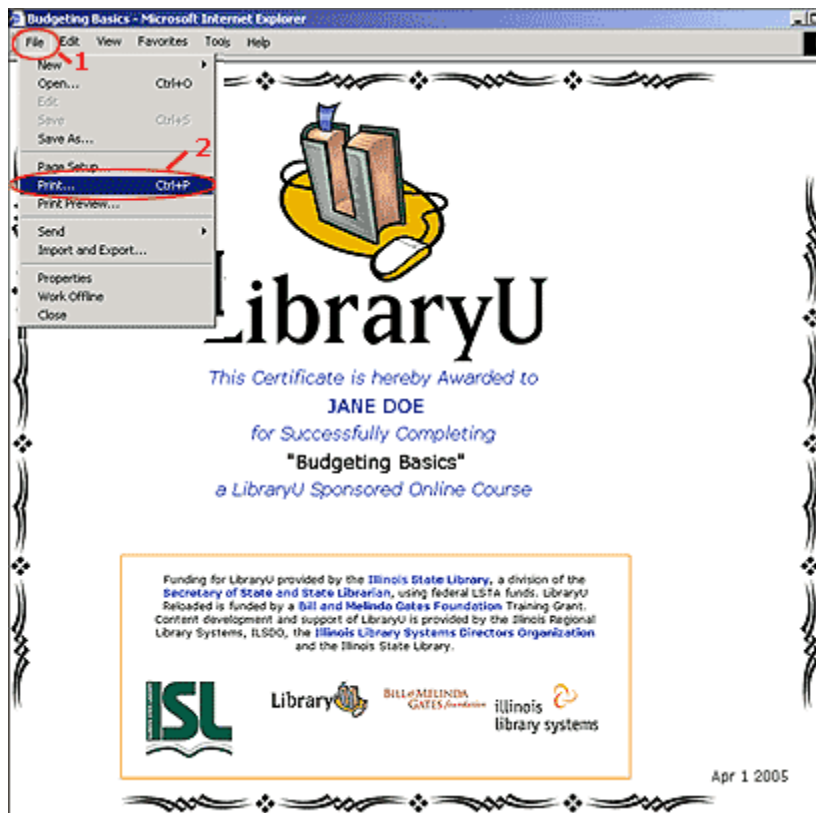 Budgeting Basics - Microsoft Internet Explorer
File Edit View Favorites Tools Help
1
New
Open... Ctrl+O
Edit
Save Ctrl+S
Save As...
2
Page Setup...
Print... Ctrl+P
Print Preview...
Send
Import and Export...
Properties
Work Offline
Close
U
LibraryU
This Certificate is hereby Awarded to
JANE DOE
for Successfully Completing
"Budgeting Basics"
a LibraryU Sponsored Online Course
Funding for LibraryU provided by the Illinois State Library, a division of the
Secretary of State and State Librarian, using federal LSTA funds. LibraryU
Reloaded is funded by a Bill and Melinda Gates Foundation Training Grant.
Content development and support of LibraryU is provided by the Illinois Regional
Library Systems, ILSDO, the Illinois Library Systems Directors Organization
and the Illinois State Library.
ISL
Library U
BILL & MELINDA
GATES foundation
illinois
library systems
Apr 1 2005